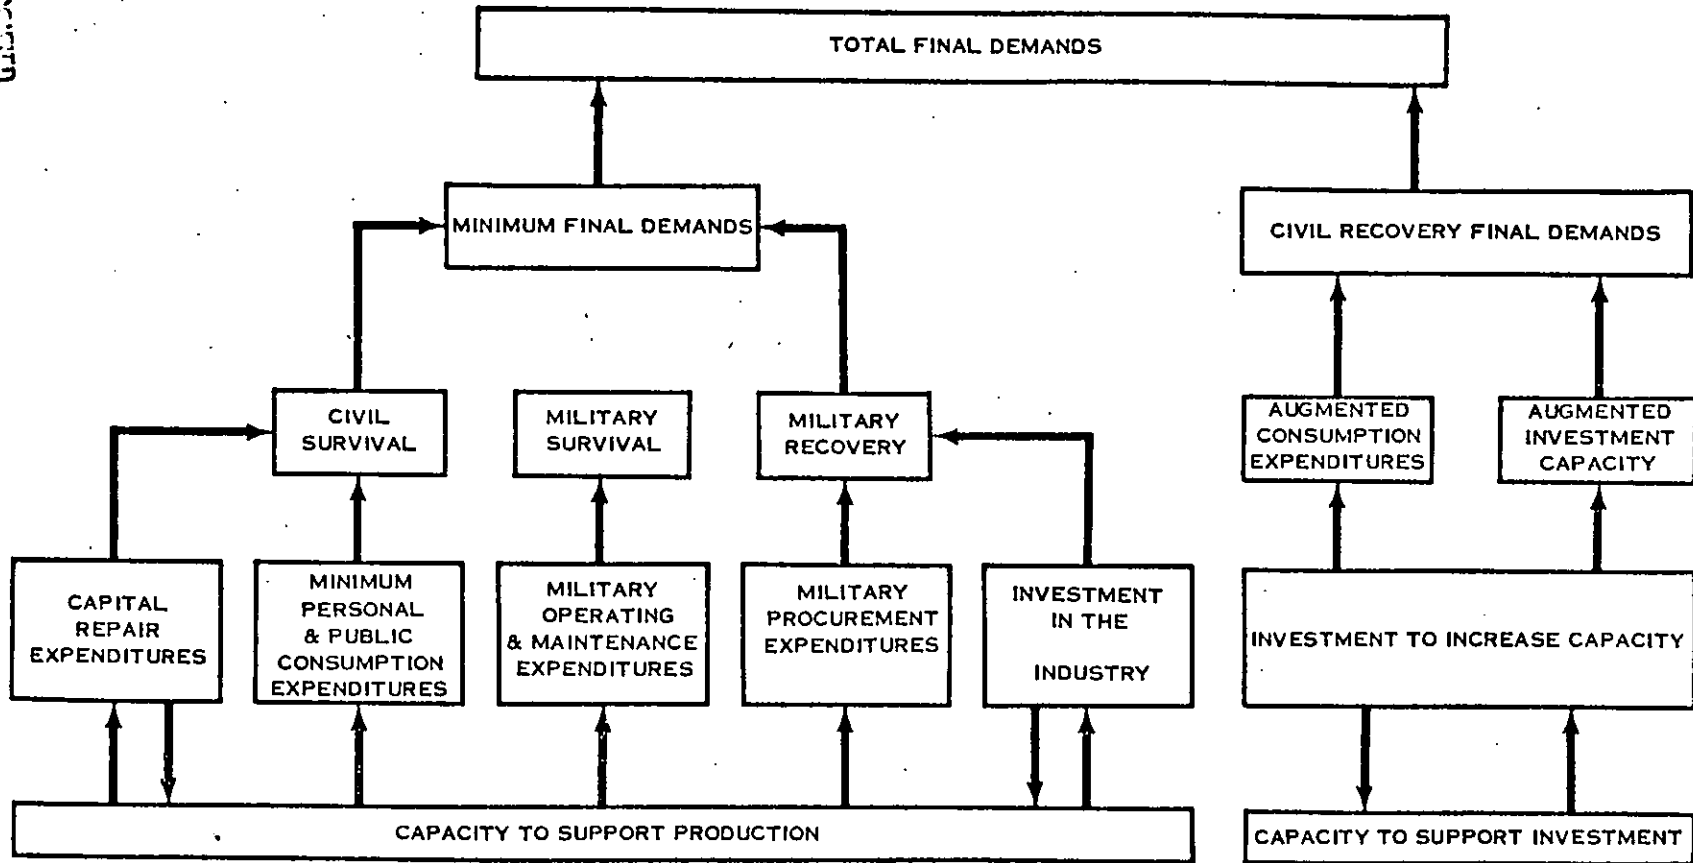 TOTAL FINAL DEMANDS
MINIMUM FINAL DEMANDS
CIVIL RECOVERY FINAL DEMANDS
CIVIL
SURVIVAL
MILITARY
SURVIVAL
MILITARY
RECOVERY
AUGMENTED
CONSUMPTION
EXPENDITURES
AUGMENTED
INVESTMENT
CAPACITY
CAPITAL
REPAIR
EXPENDITURES
MINIMUM
PERSONAL
& PUBLIC
CONSUMPTION
EXPENDITURES
MILITARY
OPERATING
& MAINTENANCE
EXPENDITURES
MILITARY
PROCUREMENT
EXPENDITURES
INVESTMENT
IN THE
INDUSTRY
INVESTMENT TO INCREASE CAPACITY
CAPACITY TO SUPPORT PRODUCTION
CAPACITY TO SUPPORT INVESTMENT